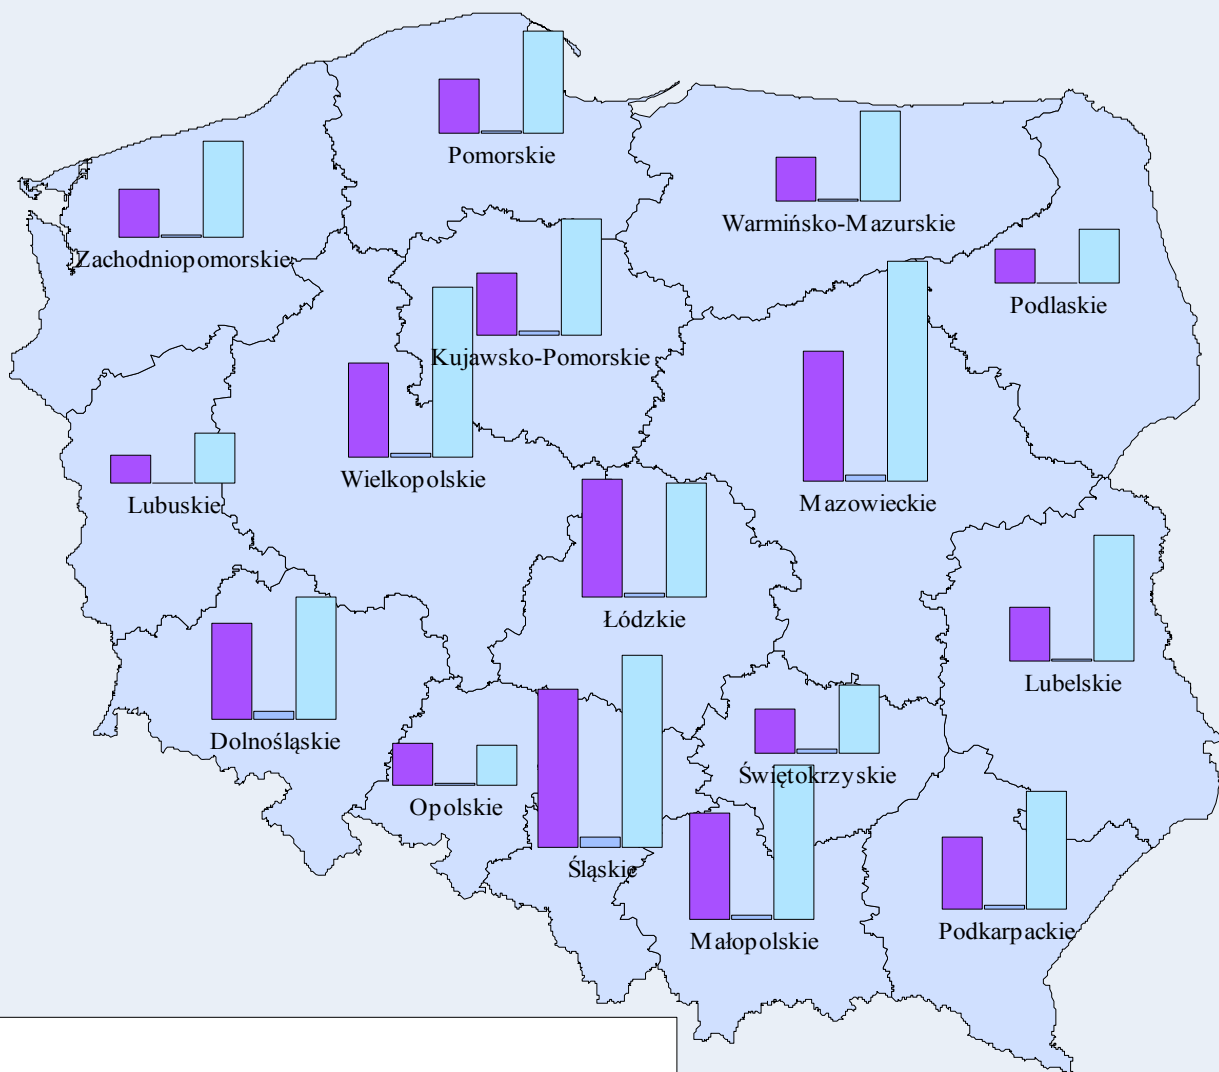 Pomorskie
Warmińsko-Mazurskie
Zachodniopomorskie
Podlaskie
Kujawsko-Pomorskie
Wielkopolskie
Lubuskie
Mazowieckie
Łódzkie
Lubelskie
Dolnośląskie
Świętokrzyskie
Opolskie
Śląskie
Podkarpackie
Małopolskie